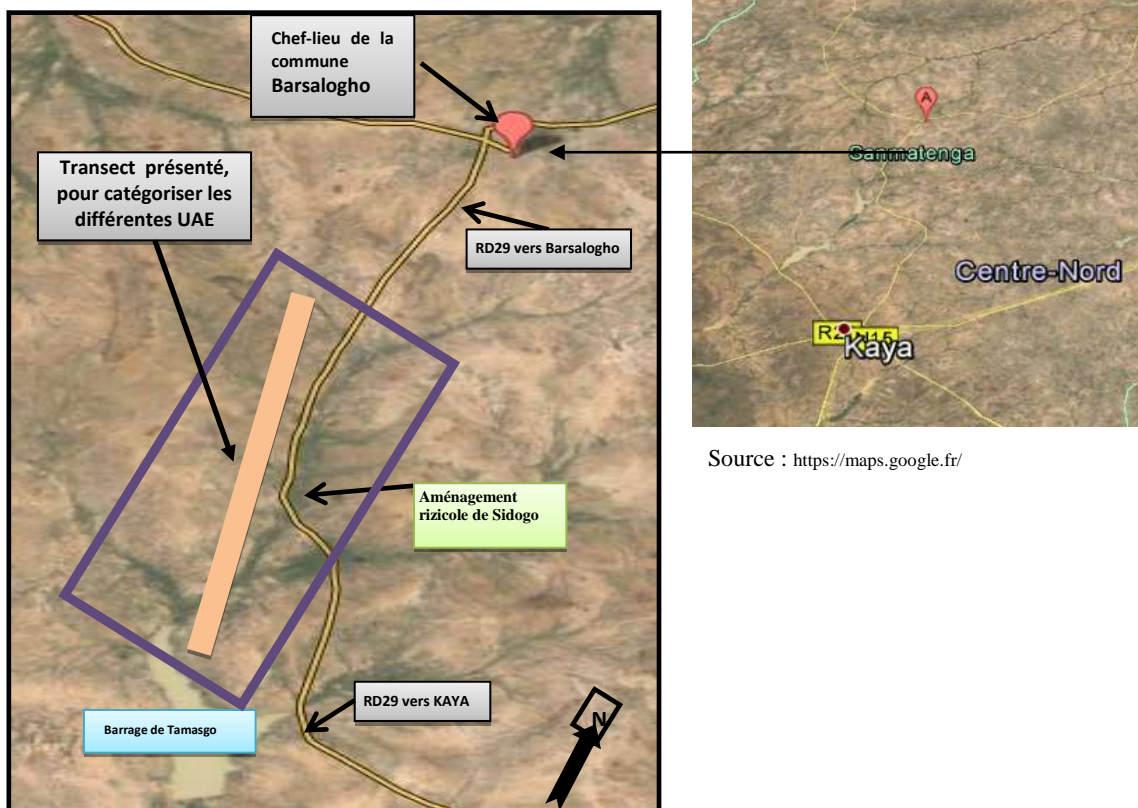 Chef-lieu de la
commune
Barsalogho
Transect présenté,
pour catégoriser les
différentes UAE
RD29 vers Barsalogho
Aménagement
rizicole de Sidogo
RD29 vers KAYA
Barrage de Tamasgo
N
A
Sanmatenga
Centre-Nord
Kaya
Source : https://maps.google.fr/